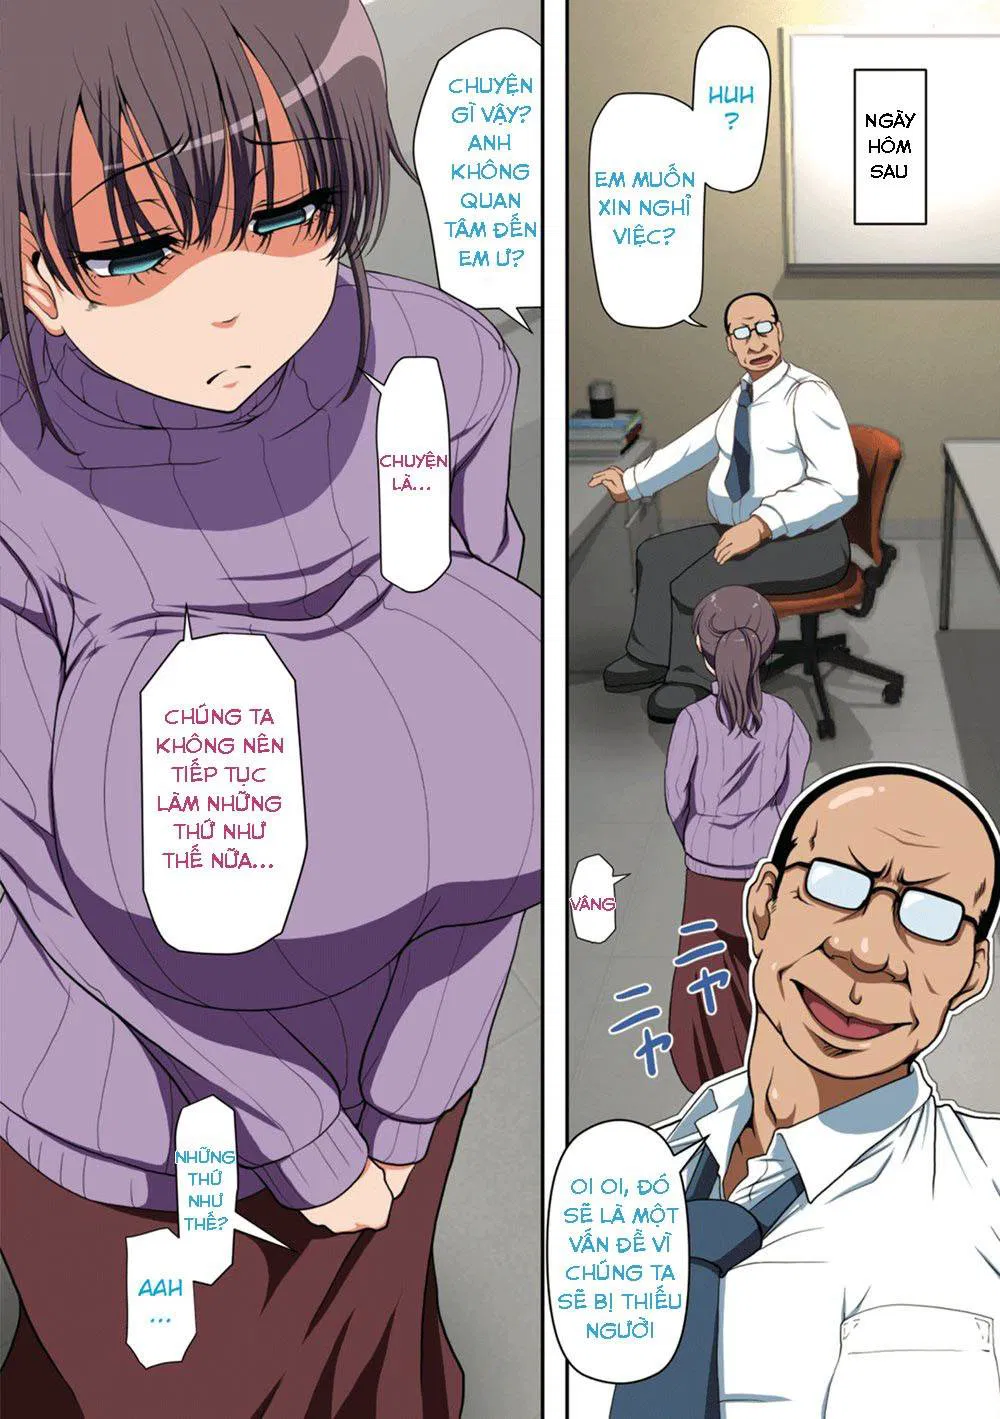 NGÀY
HÔM
SAU
HUH
?
EM MUỐN
XIN NGHỈ
VIỆC?
VÂNG
ニヤ
ニヤ
OI OI, ĐÓ
SẼ LÀ MỘT
VẤN ĐỀ VÌ
CHÚNG TA
SẼ BỊ THIẾU
NGƯỜI
CHUYỆN
GÌ VẬY?
ANH
KHÔNG
QUAN
TÂM ĐẾN
EM Ư?
CHUYỆN
LÀ...
CHÚNG TA
KHÔNG NÊN
TIẾP TỤC
LÀM NHỮNG
THỨ NHƯ
THẾ NỮA...
NHỮNG
THỨ
NHƯ
THẾ?
AAH
...